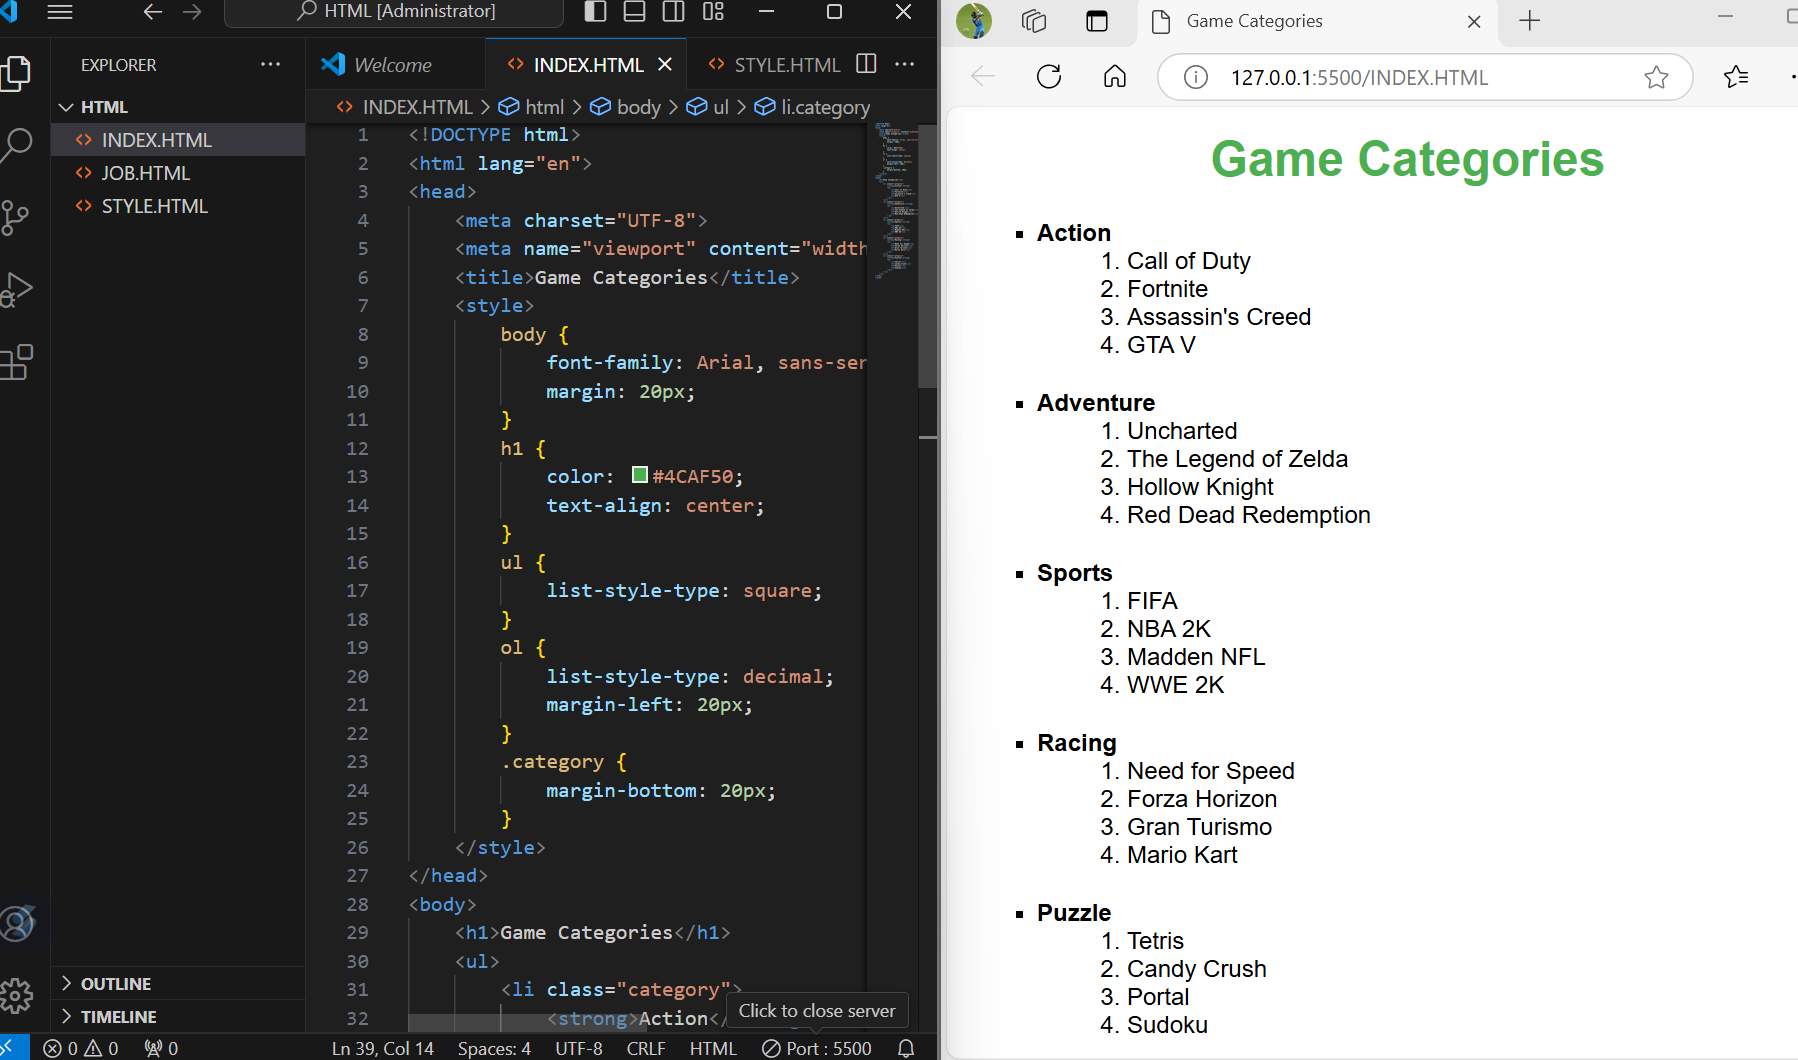 HTML [Administrator]
EXPLORER
HTML
INDEX.HTML
JOB.HTML
STYLE.HTML
OUTLINE
TIMELINE
Welcome
INDEX.HTML
STYLE.HTML
INDEX.HTML > html > body > ul > li.category
1 <!DOCTYPE html>
2 <html lang="en">
3 <head>
4 <meta charset="UTF-8">
5 <meta name="viewport" content="width
6 <title>Game Categories</title>
7 <style>
8 body {
9 font-family: Arial, sans-ser
10 margin: 20px;
11 }
12 h1 {
13 color: #4CAF50;
14 text-align: center;
15 }
16 ul {
17 list-style-type: square;
18 }
19 ol {
20 list-style-type: decimal;
21 margin-left: 20px;
22 }
23 .category {
24 margin-bottom: 20px;
25 }
26 </style>
27 </head>
28 <body>
29 <h1>Game Categories</h1>
30 <ul>
31 <li class="category">
32 <strong>Action</
Click to close server
0 0 0 Ln 39, Col 14 Spaces: 4 UTF-8 CRLF HTML Port : 5500
Game Categories
127.0.0.1:5500/INDEX.HTML
Game Categories
Action
1. Call of Duty
2. Fortnite
3. Assassin's Creed
4. GTA V
Adventure
1. Uncharted
2. The Legend of Zelda
3. Hollow Knight
4. Red Dead Redemption
Sports
1. FIFA
2. NBA 2K
3. Madden NFL
4. WWE 2K
Racing
1. Need for Speed
2. Forza Horizon
3. Gran Turismo
4. Mario Kart
Puzzle
1. Tetris
2. Candy Crush
3. Portal
4. Sudoku